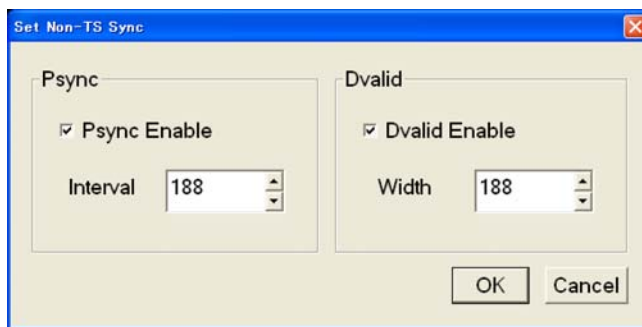 Set Non-TS Sync
Psync
Psync Enable
Interval 188
Dvalid
Dvalid Enable
Width 188
OK Cancel